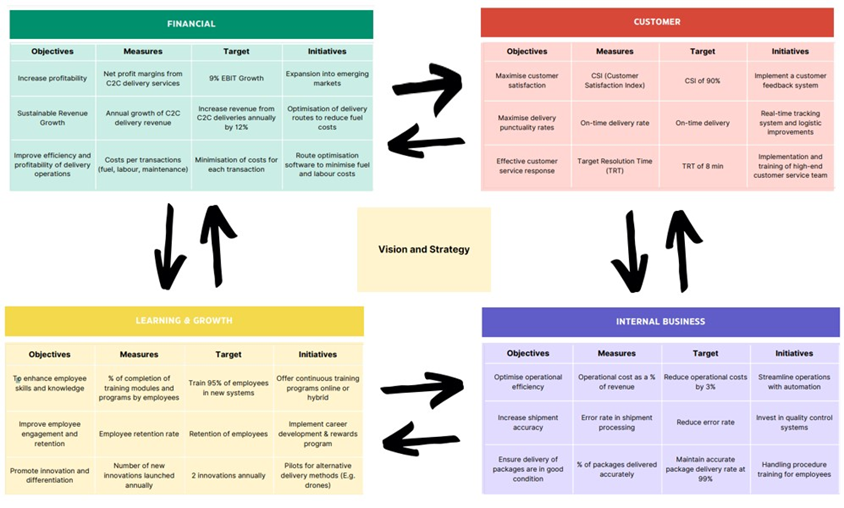 FINANCIAL
Objectives Measures Target Initiatives
Increase profitability
Net profit margins from
C2C delivery services
9% EBIT Growth
Expansion into emerging
markets
Sustainable Revenue
Growth
Annual growth of C2C
delivery revenue
Increase revenue from
C2C deliveries annually
by 12%
Optimisation of delivery
routes to reduce fuel
costs
Improve efficiency and
profitability of delivery
operations
Costs per transactions
(fuel, labour, maintenance)
Minimisation of costs for
each transaction
Route optimisation
software to minimise fuel
and labour costs
CUSTOMER
Objectives Measures Target Initiatives
Maximise customer
satisfaction
CSI (Customer
Satisfaction Index)
CSI of 90%
Implement a customer
feedback system
Maximise delivery
punctuality rates
On-time delivery rate
On-time delivery
Real-time tracking
system and logistic
improvements
Effective customer
service response
Target Resolution Time
(TRT)
TRT of 8 min
Implementation and
training of high-end
customer service team
Vision and Strategy
LEARNING & GROWTH
Objectives Measures Target Initiatives
To enhance employee
skills and knowledge
% of completion of
training modules and
programs by employees
Train 95% of employees
in new systems
Offer continuous training
programs online or
hybrid
Improve employee
engagement and
retention
Employee retention rate
Retention of employees
Implement career
development & rewards
program
Promote innovation and
differentiation
Number of new
innovations launched
annually
2 innovations annually
Pilots for alternative
delivery methods (E.g.
drones)
INTERNAL BUSINESS
Objectives Measures Target Initiatives
Optimise operational
efficiency
Operational cost as a %
of revenue
Reduce operational costs
by 3%
Streamline operations
with automation
Increase shipment
accuracy
Error rate in shipment
processing
Reduce error rate
Invest in quality control
systems
Ensure delivery of
packages are in good
condition
% of packages delivered
accurately
Maintain accurate
package delivery rate at
99%
Handling procedure
training for employees